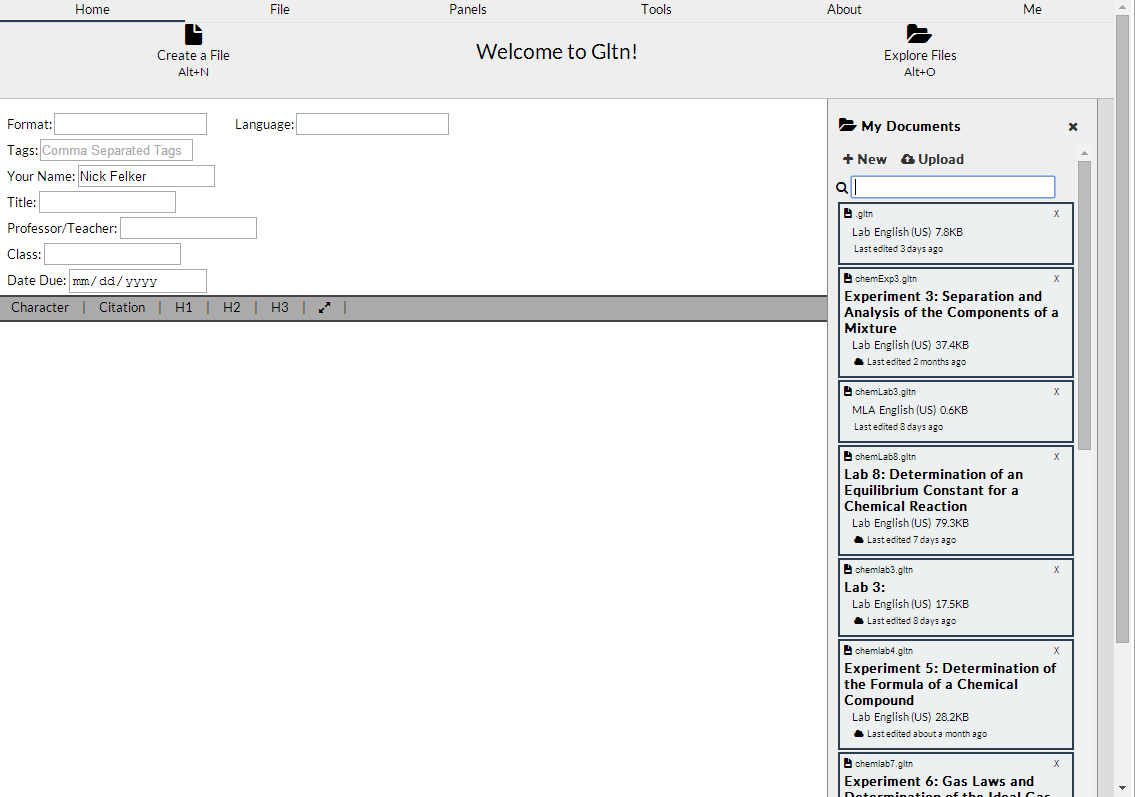 Home File Panels Tools About Me
Create a File
Alt+N
Welcome to Gltn!
Explore Files
Alt+O
Format: Language:
Tags: Comma Separated Tags
Your Name: Nick Felker
Title:
Professor/Teacher:
Class:
Date Due: mm/dd/yyyy
Character | Citation | H1 | H2 | H3 | |
My Documents ×
+ New Upload
.gltn X
Lab English (US) 7.8KB
Last edited 3 days ago
chemExp3.gltn X
Experiment 3: Separation and
Analysis of the Components of a
Mixture
Lab English (US) 37.4KB
Last edited 2 months ago
chemLab3.gltn X
MLA English (US) 0.6KB
Last edited 8 days ago
chemLab8.gltn X
Lab 8: Determination of an
Equilibrium Constant for a
Chemical Reaction
Lab English (US) 79.3KB
Last edited 7 days ago
chemlab3.gltn X
Lab 3:
Lab English (US) 17.5KB
Last edited 8 days ago
chemlab4.gltn X
Experiment 5: Determination of
the Formula of a Chemical
Compound
Lab English (US) 28.2KB
Last edited about a month ago
chemlab7.gltn X
Experiment 6: Gas Laws and
Determination of the Ideal Gas